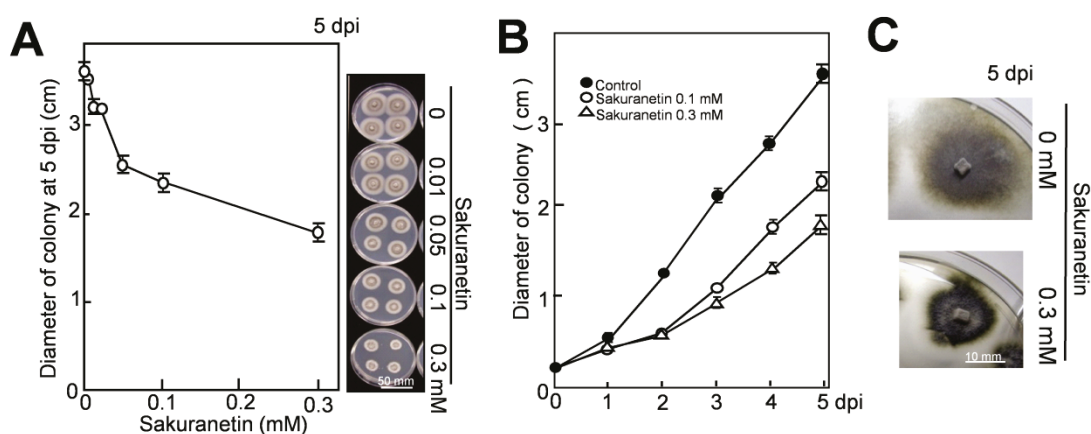 A
5 dpi
Diameter of colony at 5 dpi (cm)
3
2
1
0
0
0.1
0.2
0.3
Sakuranetin (mM)
0
0.01
0.05
0.1
0.3 mM
Sakuranetin
50 mm
B
Diameter of colony ( cm )
3
2
1
0
Control
Sakuranetin 0.1 mM
Sakuranetin 0.3 mM
0
1
2
3
4
5 dpi
C
5 dpi
0 mM
0.3 mM
Sakuranetin
10 mm